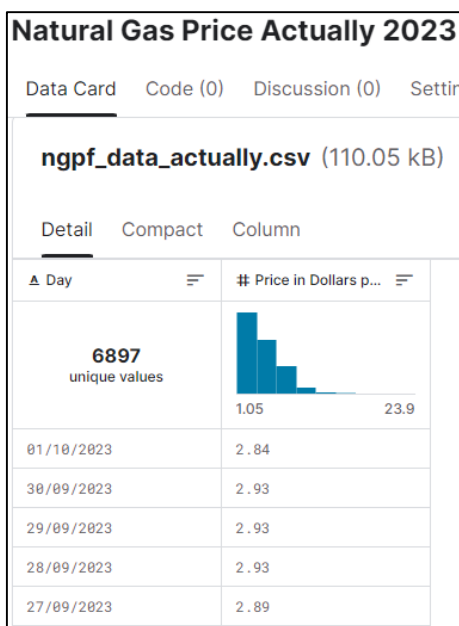 Natural Gas Price Actually 2023
Data Card Code (0) Discussion (0) Settin
ngpf_data_actually.csv (110.05 kB)
Detail Compact Column
A Day # Price in Dollars p...
6897
unique values
1.05 23.9
01/10/2023 2.84
30/09/2023 2.93
29/09/2023 2.93
28/09/2023 2.93
27/09/2023 2.89